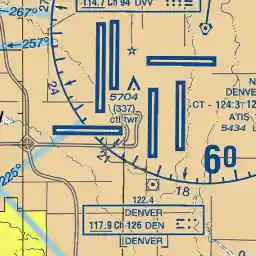 114.7 Ch 94 DVV
267°
257°
24
5704
(337)
ctl twr
N
DENVER
CT - 124.3
ATIS
5434 L
60
21
225°
18
122.4
DENVER
117.9 Ch 126 DEN
DENVER